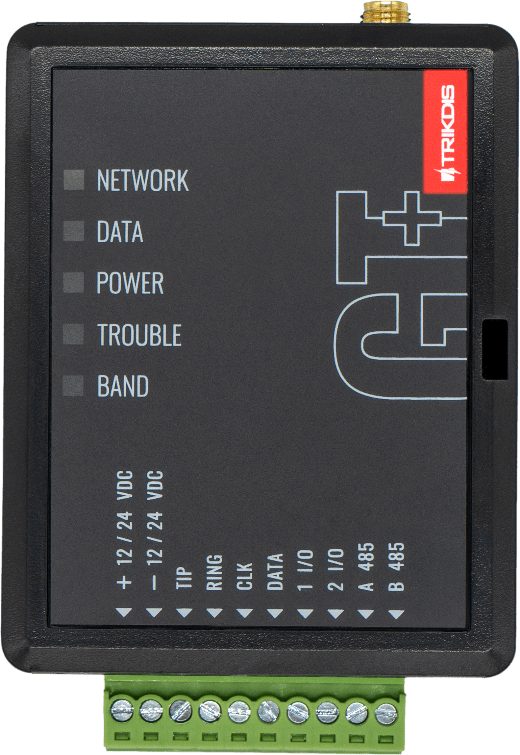 TRIKDIS
GT+
NETWORK
DATA
POWER
TROUBLE
BAND
+ 12 / 24 VDC
– 12 / 24 VDC
TIP
RING
CLK
DATA
1 I/O
2 I/O
A 485
B 485